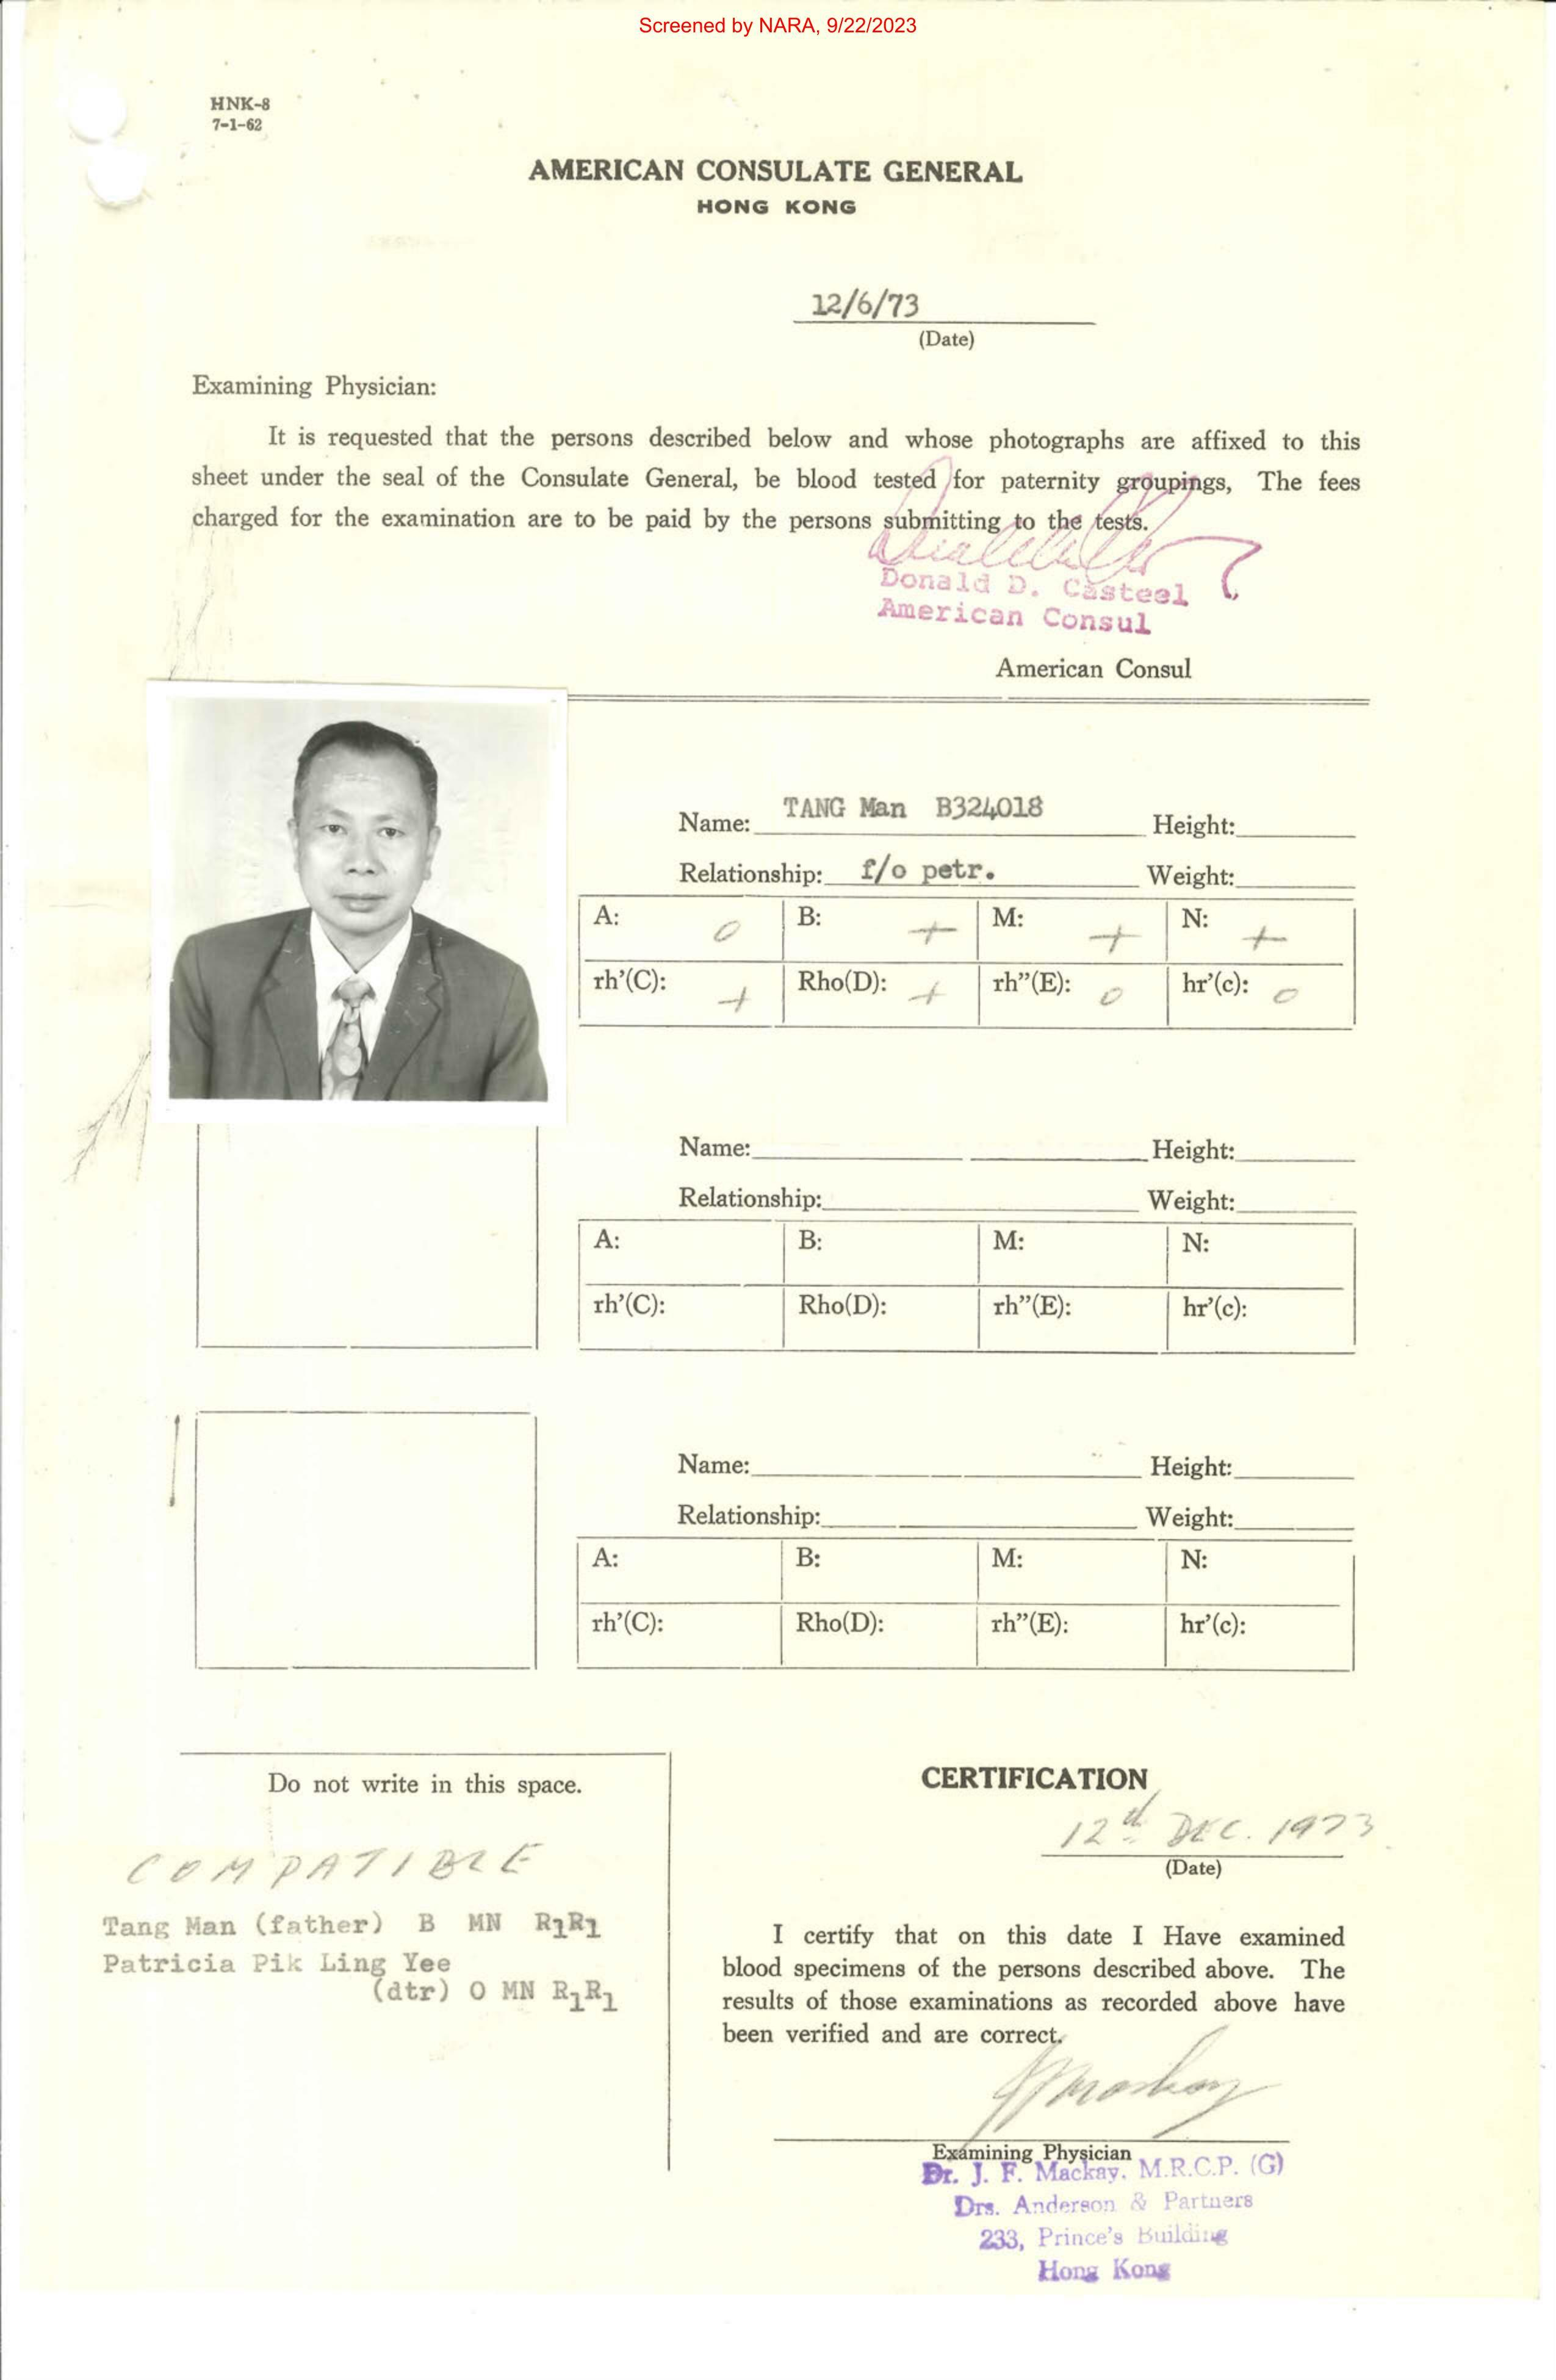 Screened by NARA, 9/22/2023
HNK-8
7-1-62
AMERICAN CONSULATE GENERAL
HONG KONG
12/6/73
(Date)
Examining Physician:
It is requested that the persons described below and whose photographs are affixed to this
sheet under the seal of the Consulate General, be blood tested for paternity groupings, The fees
charged for the examination are to be paid by the persons submitting to the tests.
Donald D. Casteel
American Consul
American Consul
Name: TANG Man B324018 Height:
Relationship: f/o petr. Weight:
A: O B: + M: + N: +
rh’(C): + Rho(D): + rh”(E): O hr’(c): O
Name: Height:
Relationship: Weight:
A: B: M: N:
rh’(C): Rho(D): rh”(E): hr’(c):
Name: Height:
Relationship: Weight:
A: B: M: N:
rh’(C): Rho(D): rh”(E): hr’(c):
Do not write in this space.
COMPATIBLE
Tang Man (father) B MN R1R1
Patricia Pik Ling Yee
(dtr) O MN R1R1
CERTIFICATION
12th DEC. 1973
(Date)
I certify that on this date I Have examined
blood specimens of the persons described above. The
results of those examinations as recorded above have
been verified and are correct.
Examining Physician
Dr. J. F. Mackay, M.R.C.P. (G)
Drs. Anderson & Partners
233, Prince's Building
Hong Kong